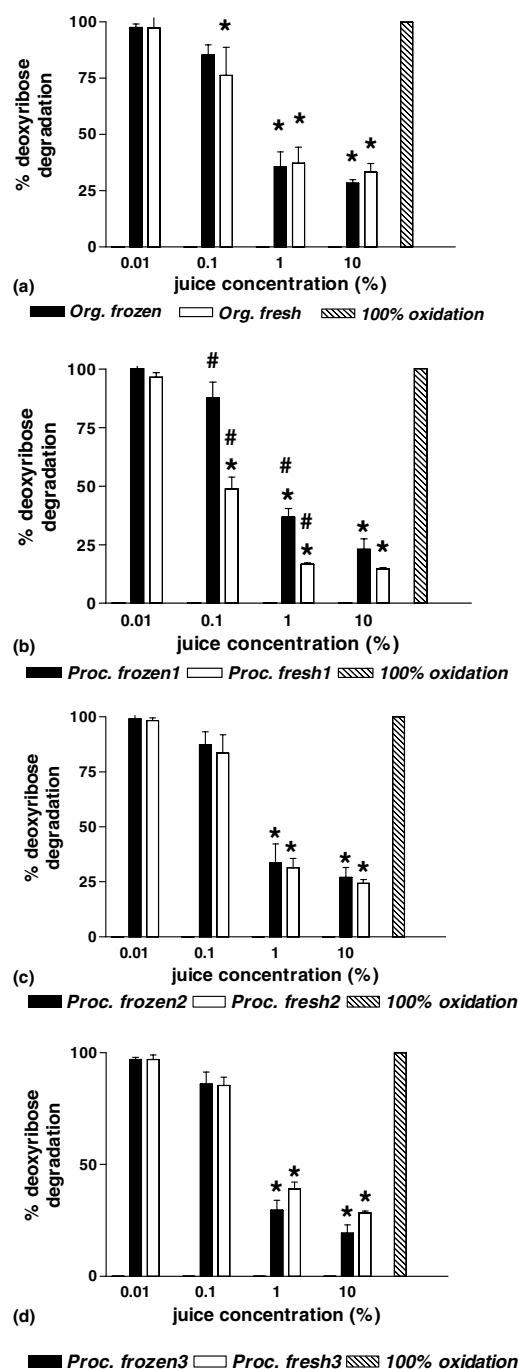 100
*
75
% deoxyribose
degradation
50
* *
* *
25
0
0.01 0.1 1 10
(a) juice concentration (%)
Org. frozen Org. fresh 100% oxidation
100
#
75
% deoxyribose
degradation
#
#
*
50
*
#
*
* *
25
0
0.01 0.1 1 10
(b) juice concentration (%)
Proc. frozen1 Proc. fresh1 100% oxidation
100
75
% deoxyribose
degradation
50
* *
* *
25
0
0.01 0.1 1 10
(c) juice concentration (%)
Proc. frozen2 Proc. fresh2 100% oxidation
100
% deoxyribose
degradation
50
* *
* *
0
0.01 0.1 1 10
(d) juice concentration (%)
Proc. frozen3 Proc. fresh3 100% oxidation